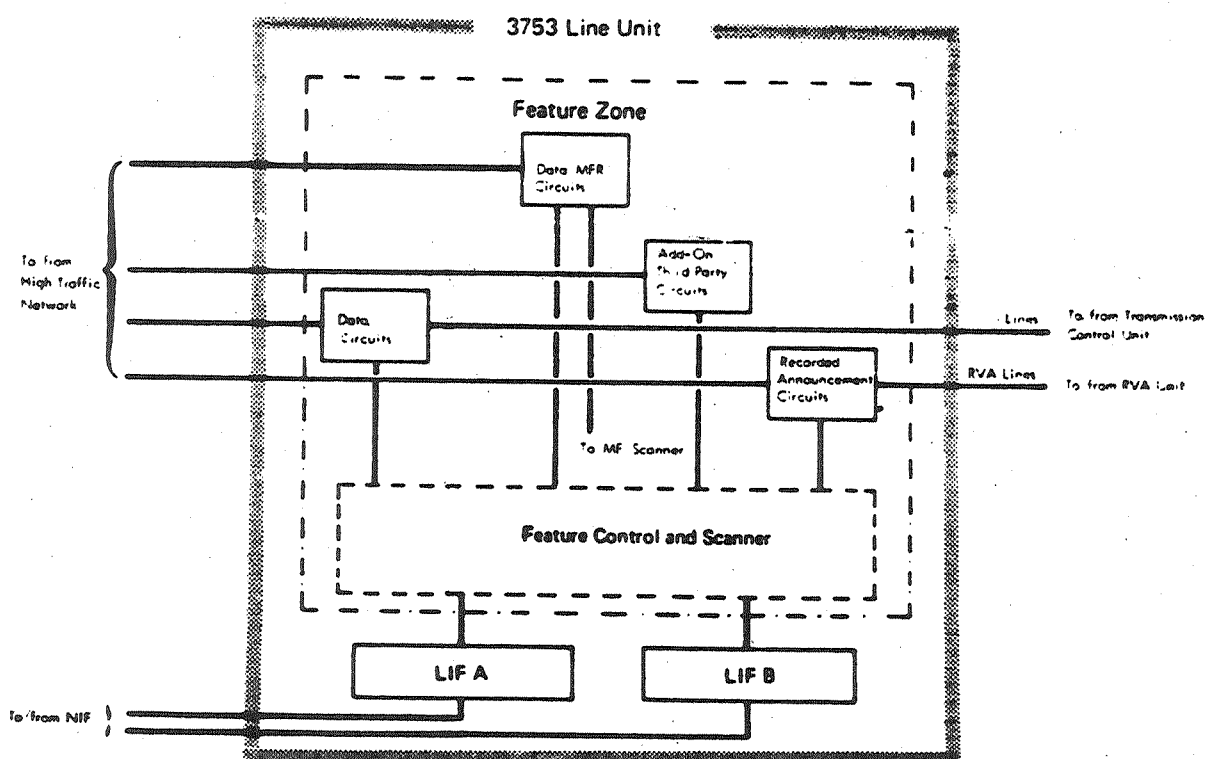 3753 Line Unit
Feature Zone
Data MFR
Circuits
To from
High Traffic
Network
Add-On
Third Party
Circuits
Data
Circuits
Lines
To from Transmission
Control Unit
Recorded
Announcement
Circuits
RVA Lines
To from RVA Unit
To MF Scanner
Feature Control and Scanner
LIF A
LIF B
To/from NIF